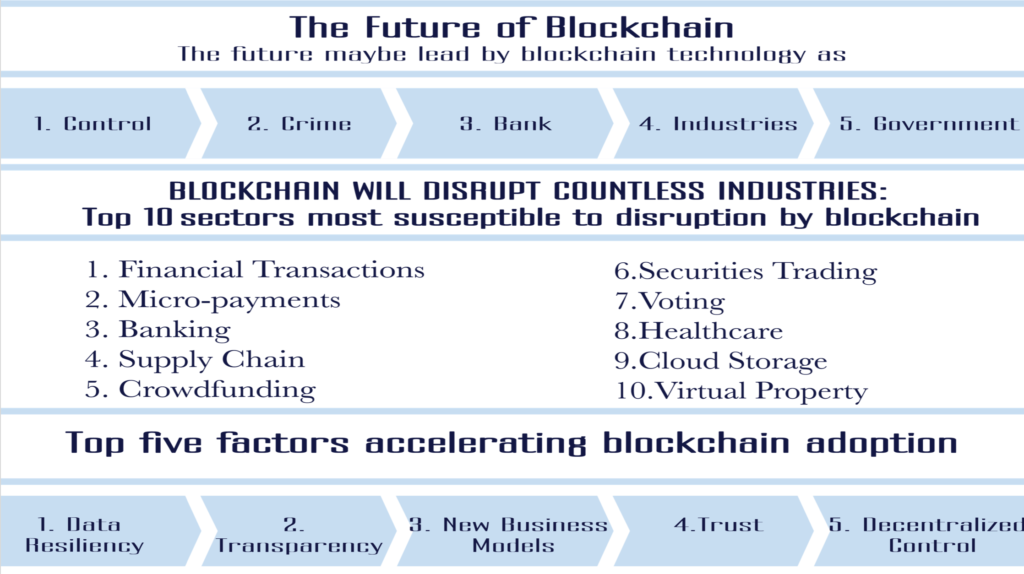 The Future of Blockchain
The future maybe lead by blockchain technology as
1. Control
2. Crime
3. Bank
4. Industries
5. Government
BLOCKCHAIN WILL DISRUPT COUNTLESS INDUSTRIES:
Top 10 sectors most susceptible to disruption by blockchain
1. Financial Transactions
2. Micro-payments
3. Banking
4. Supply Chain
5. Crowdfunding
6.Securities Trading
7.Voting
8.Healthcare
9.Cloud Storage
10.Virtual Property
Top five factors accelerating blockchain adoption
1. Data
Resiliency
2.
Transparency
3. New Business
Models
4.Trust
5. Decentralized
Control